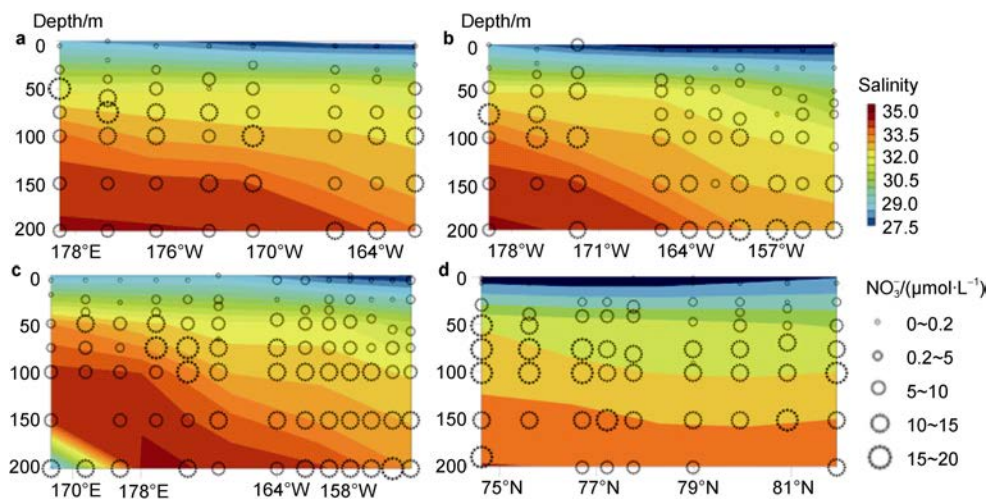 Depth/m
Depth/m
a
b
0
50
100
150
200
178°E
176°W
170°W
164°W
0
50
100
150
200
178°W
171°W
164°W
157°W
Salinity
35.0
33.5
32.0
30.5
29.0
27.5
c
d
0
50
100
150
200
170°E
178°E
164°W
158°W
0
50
100
150
200
75°N
77°N
79°N
81°N
NO₃⁻/(μmol·L⁻¹)
0~0.2
0.2~5
5~10
10~15
15~20